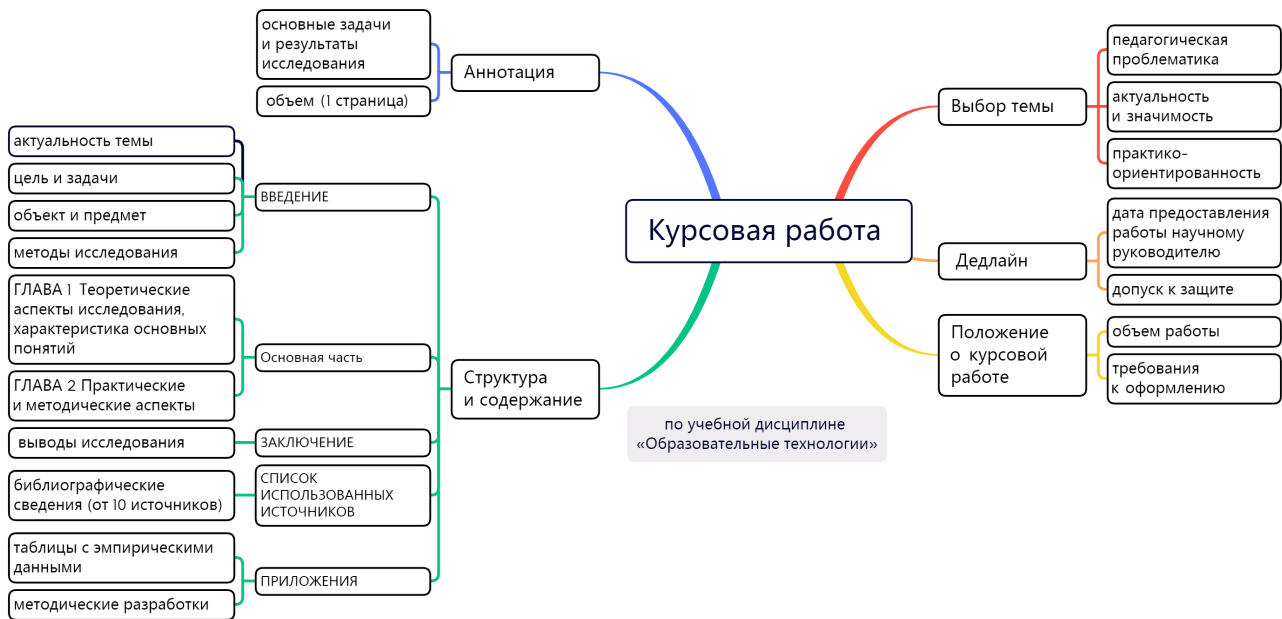 Курсовая работа
по учебной дисциплине
«Образовательные технологии»
Аннотация
основные задачи
и результаты
исследования
объем (1 страница)
Структура
и содержание
ВВЕДЕНИЕ
актуальность темы
цель и задачи
объект и предмет
методы исследования
Основная часть
ГЛАВА 1 Теоретические
аспекты исследования,
характеристика основных
понятий
ГЛАВА 2 Практические
и методические аспекты
ЗАКЛЮЧЕНИЕ
выводы исследования
СПИСОК
ИСПОЛЬЗОВАННЫХ
ИСТОЧНИКОВ
библиографические
сведения (от 10 источников)
ПРИЛОЖЕНИЯ
таблицы с эмпирическими
данными
методические разработки
Выбор темы
педагогическая
проблематика
актуальность
и значимость
практико-
ориентированность
Дедлайн
дата предоставления
работы научному
руководителю
допуск к защите
Положение
о курсовой
работе
объем работы
требования
к оформлению